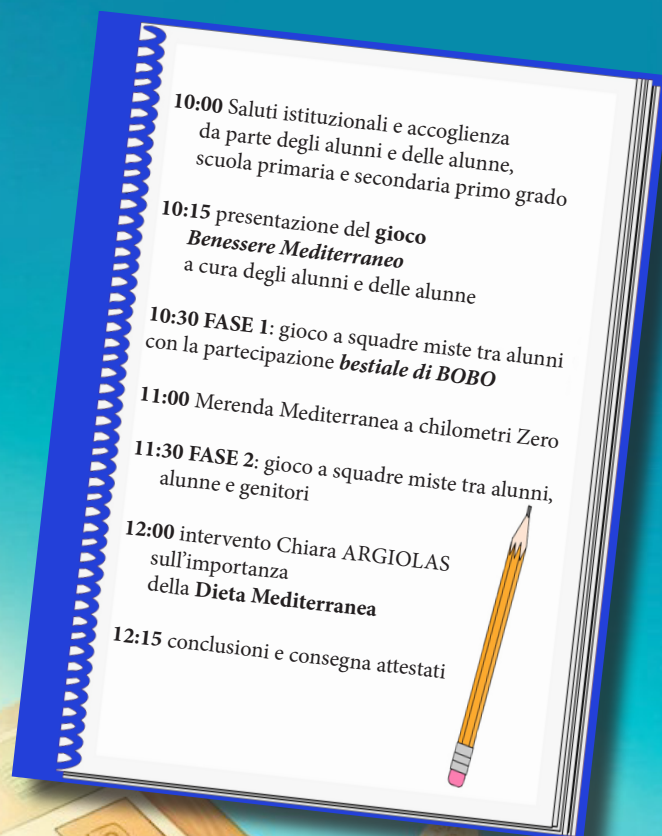 10:00 Saluti istituzionali e accoglienza
da parte degli alunni e delle alunne,
scuola primaria e secondaria primo grado
10:15 presentazione del gioco
Benessere Mediterraneo
a cura degli alunni e delle alunne
10:30 FASE 1: gioco a squadre miste tra alunni
con la partecipazione bestiale di BOBO
11:00 Merenda Mediterranea a chilometri Zero
11:30 FASE 2: gioco a squadre miste tra alunni,
alunne e genitori
12:00 intervento Chiara ARGIOLAS
sull'importanza
della Dieta Mediterranea
12:15 conclusioni e consegna attestati